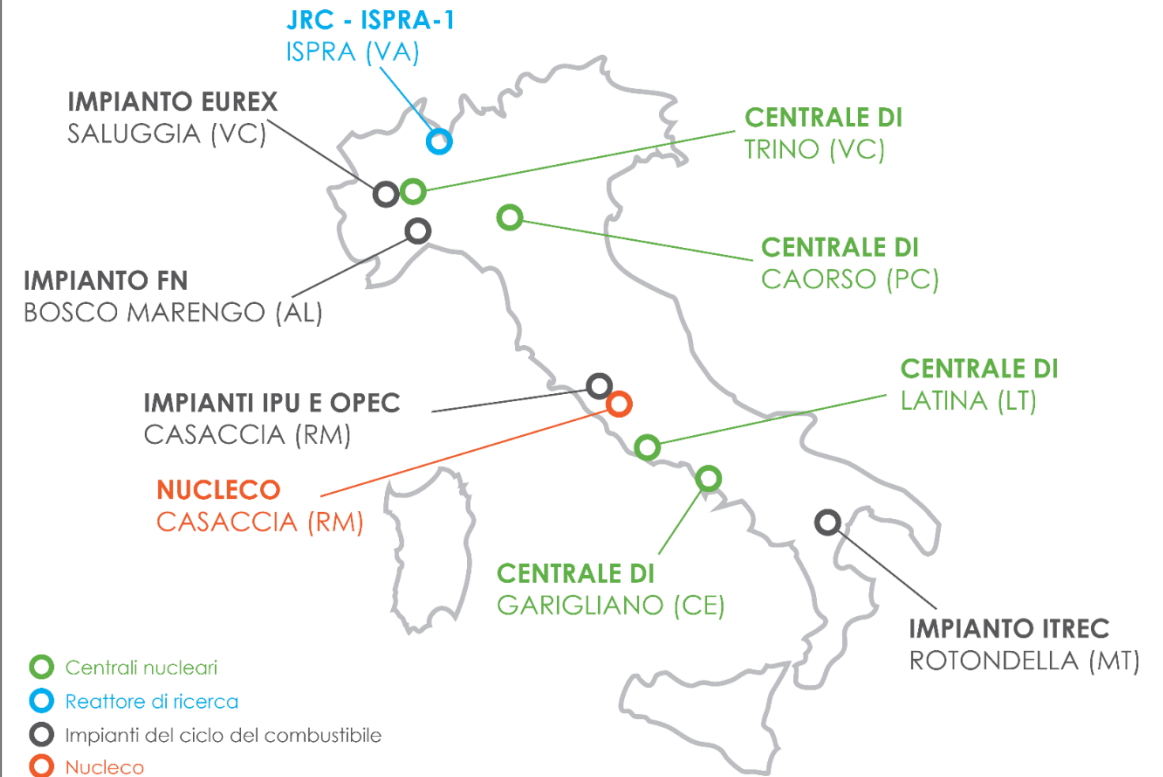 JRC - ISPRA-1
ISPRA (VA)
IMPIANTO EUREX
SALUGGIA (VC)
CENTRALE DI
TRINO (VC)
CENTRALE DI
CAORSO (PC)
IMPIANTO FN
BOSCO MARENGO (AL)
CENTRALE DI
LATINA (LT)
IMPIANTI IPU E OPEC
CASACCIA (RM)
NUCLECO
CASACCIA (RM)
CENTRALE DI
GARIGLIANO (CE)
IMPIANTO ITREC
ROTONDELLA (MT)
Centrali nucleari
Reattore di ricerca
Impianti del ciclo del combustibile
Nucleco